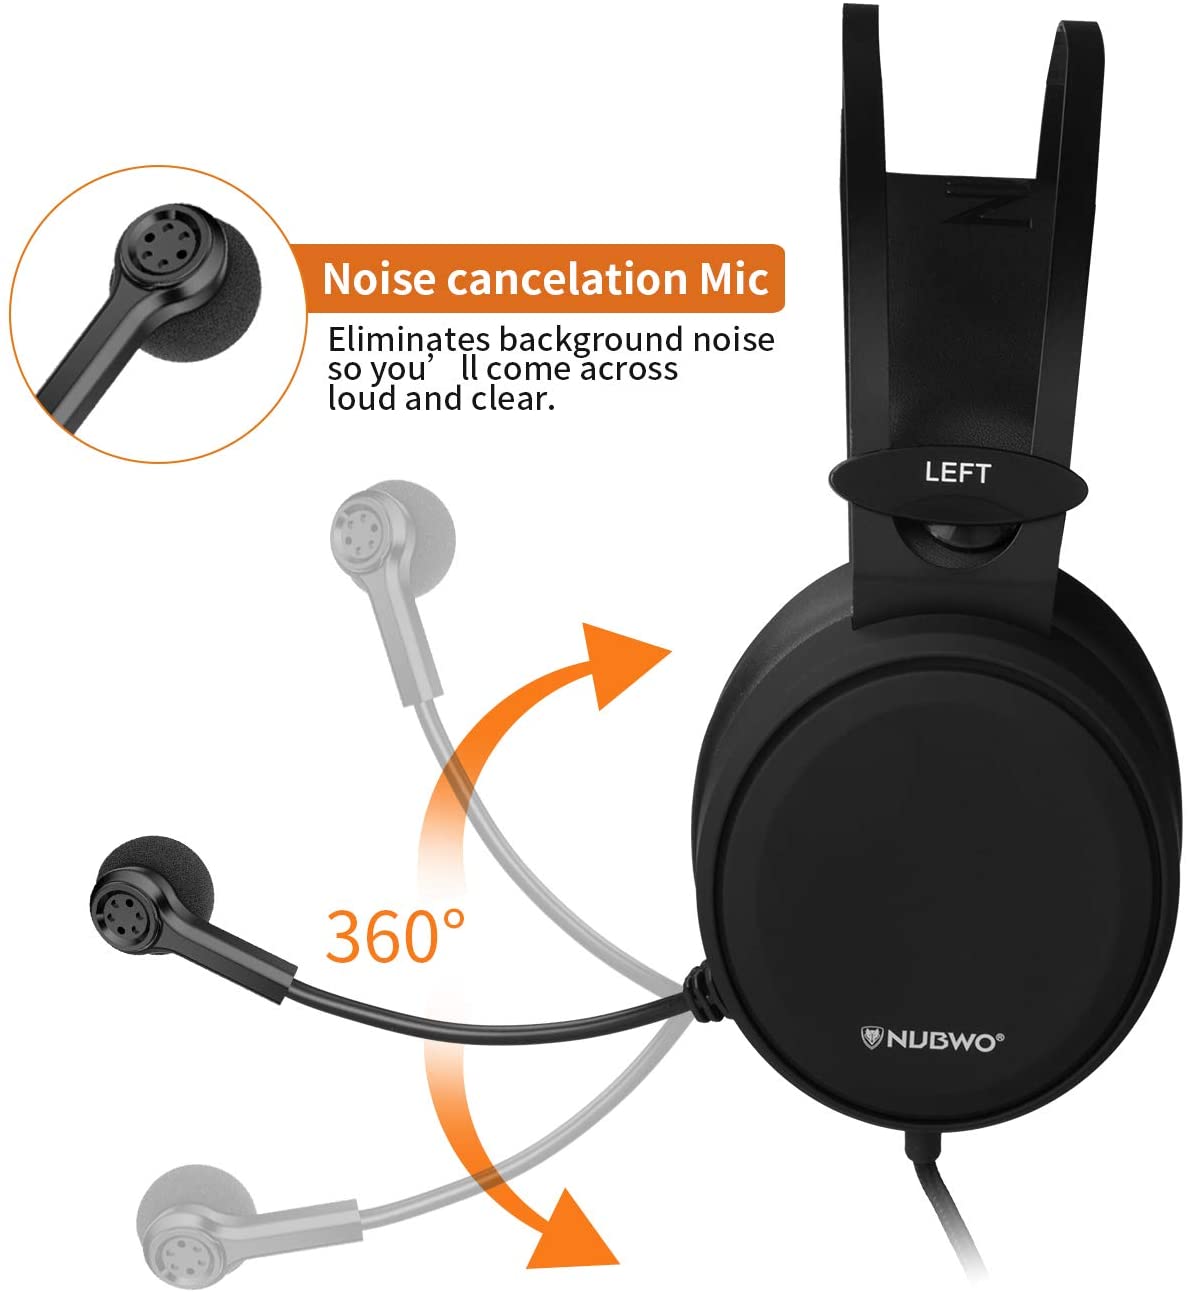 Noise cancelation Mic
Eliminates background noise
so you’ ll come across
loud and clear.
LEFT
360°
NUBWO®